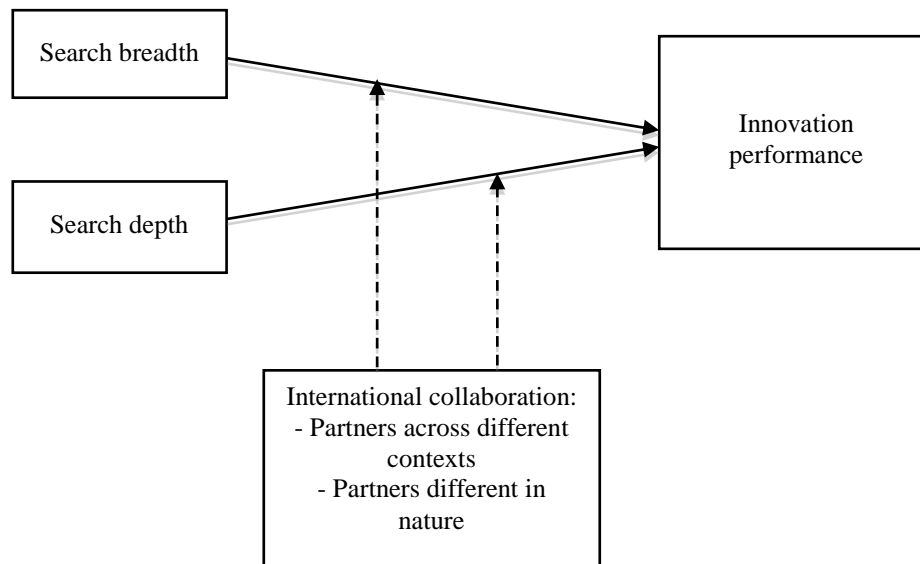 Search breadth
Innovation
performance
Search depth
International collaboration:
- Partners across different
contexts
- Partners different in
nature